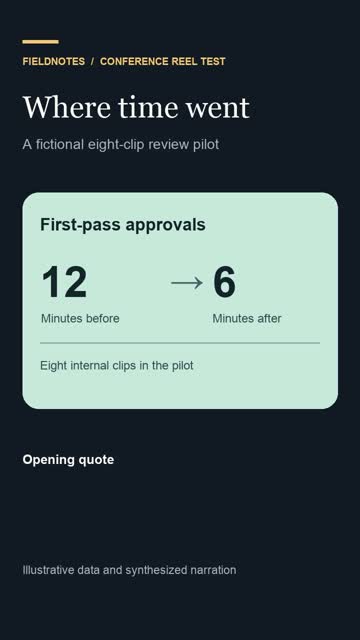 FIELDNOTES / CONFERENCE REEL TEST
Where time went
A fictional eight-clip review pilot
First-pass approvals
12 → 6
Minutes before Minutes after
Eight internal clips in the pilot
Opening quote
Illustrative data and synthesized narration